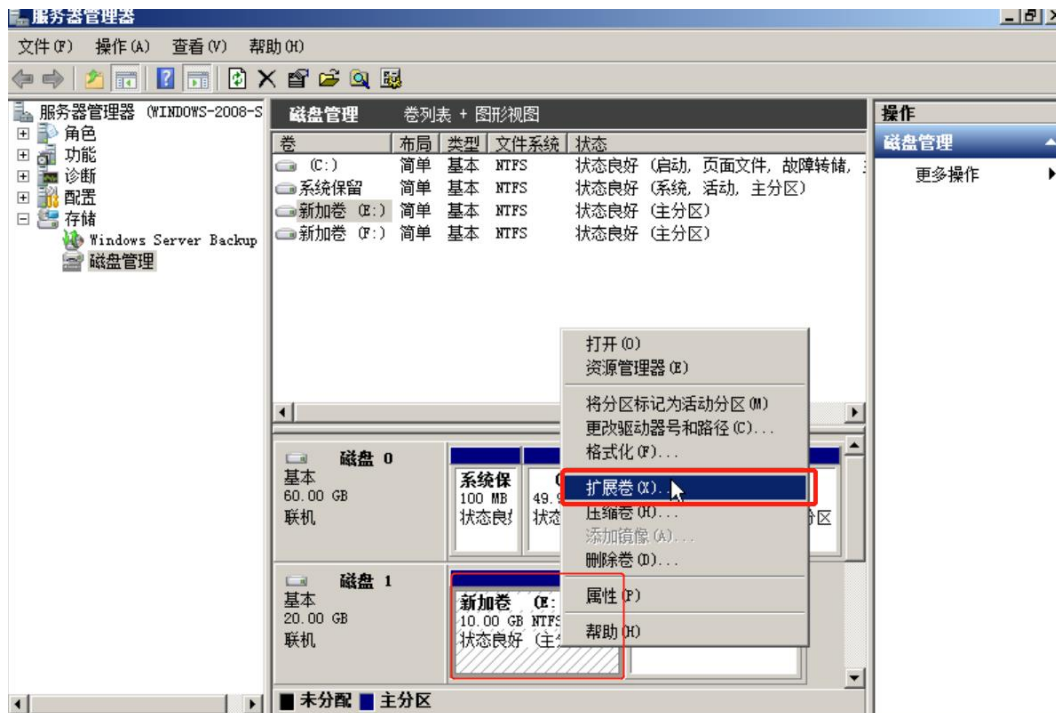 服务器管理器
文件(F) 操作(A) 查看(V) 帮助(H)
服务器管理器 (WINDOWS-2008-S
角色
功能
诊断
配置
存储
Windows Server Backup
磁盘管理
磁盘管理 卷列表 + 图形视图
卷 布局 类型 文件系统 状态
(C:) 简单 基本 NTFS 状态良好 (启动, 页面文件, 故障转储,
系统保留 简单 基本 NTFS 状态良好 (系统, 活动, 主分区)
新加卷 (E:) 简单 基本 NTFS 状态良好 (主分区)
新加卷 (F:) 简单 基本 NTFS 状态良好 (主分区)
打开(O)
资源管理器(E)
将分区标记为活动分区(M)
更改驱动器号和路径(C)...
格式化(F)...
扩展卷(X)...
压缩卷(H)...
添加镜像(A)...
删除卷(D)...
属性(P)
帮助(H)
磁盘 0
基本
60.00 GB
联机
系统保
100 MB
状态良
49.9
状态
区
磁盘 1
基本
20.00 GB
联机
新加卷 (E:
10.00 GB NTFS
状态良好 (主
未分配 主分区
操作
磁盘管理
更多操作